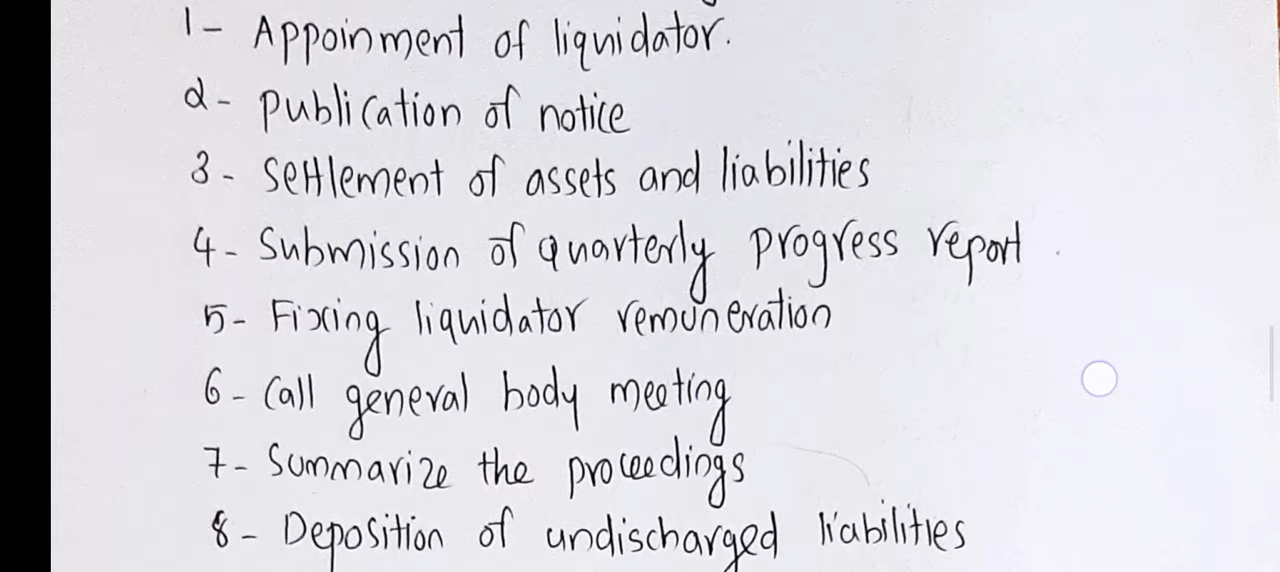 1- Appoinment of liquidator.
2- Publication of notice
3- Settlement of assets and liabilities
4- Submission of quarterly progress report
5- Fixing liquidator remuneration
6- Call general body meeting
7- Summarize the proceedings
8- Deposition of undischarged liabilities